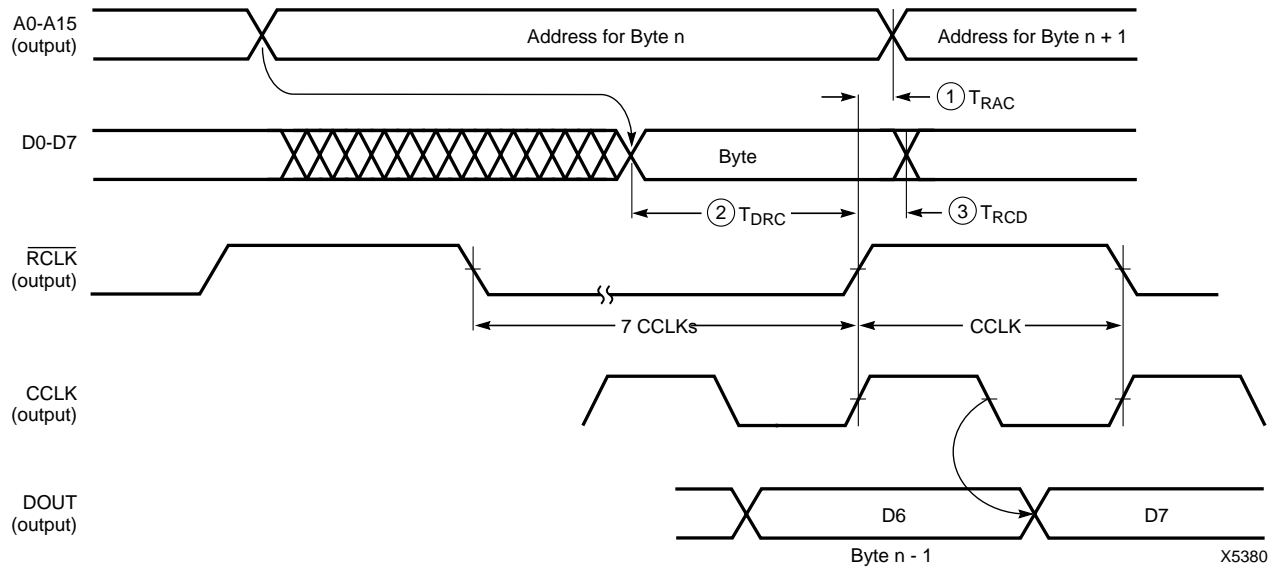 A0-A15
(output)
Address for Byte n
Address for Byte n + 1
1 TRAC
D0-D7
Byte
2 TDRC
3 TRCD
RCLK
(output)
7 CCLKs
CCLK
CCLK
(output)
DOUT
(output)
D6
D7
Byte n - 1
X5380